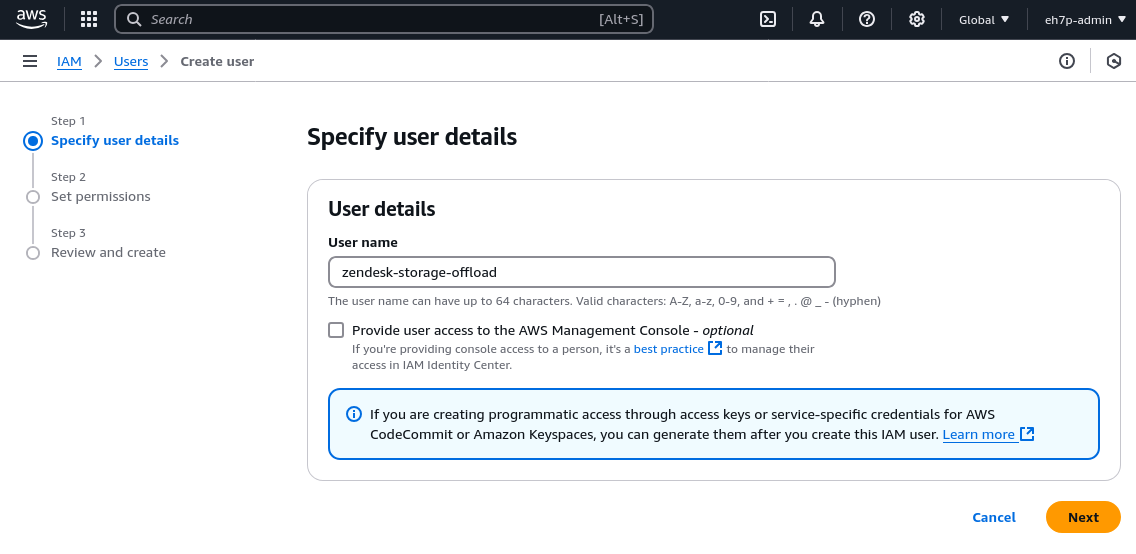 aws
Search [Alt+S]
Global
eh7p-admin
IAM
Users
Create user
Step 1
Specify user details
Step 2
Set permissions
Step 3
Review and create
Specify user details
User details
User name
zendesk-storage-offload
The user name can have up to 64 characters. Valid characters: A-Z, a-z, 0-9, and + = , . @ _ - (hyphen)
Provide user access to the AWS Management Console - optional
If you're providing console access to a person, it's a best practice to manage their
access in IAM Identity Center.
If you are creating programmatic access through access keys or service-specific credentials for AWS
CodeCommit or Amazon Keyspaces, you can generate them after you create this IAM user. Learn more
Cancel
Next